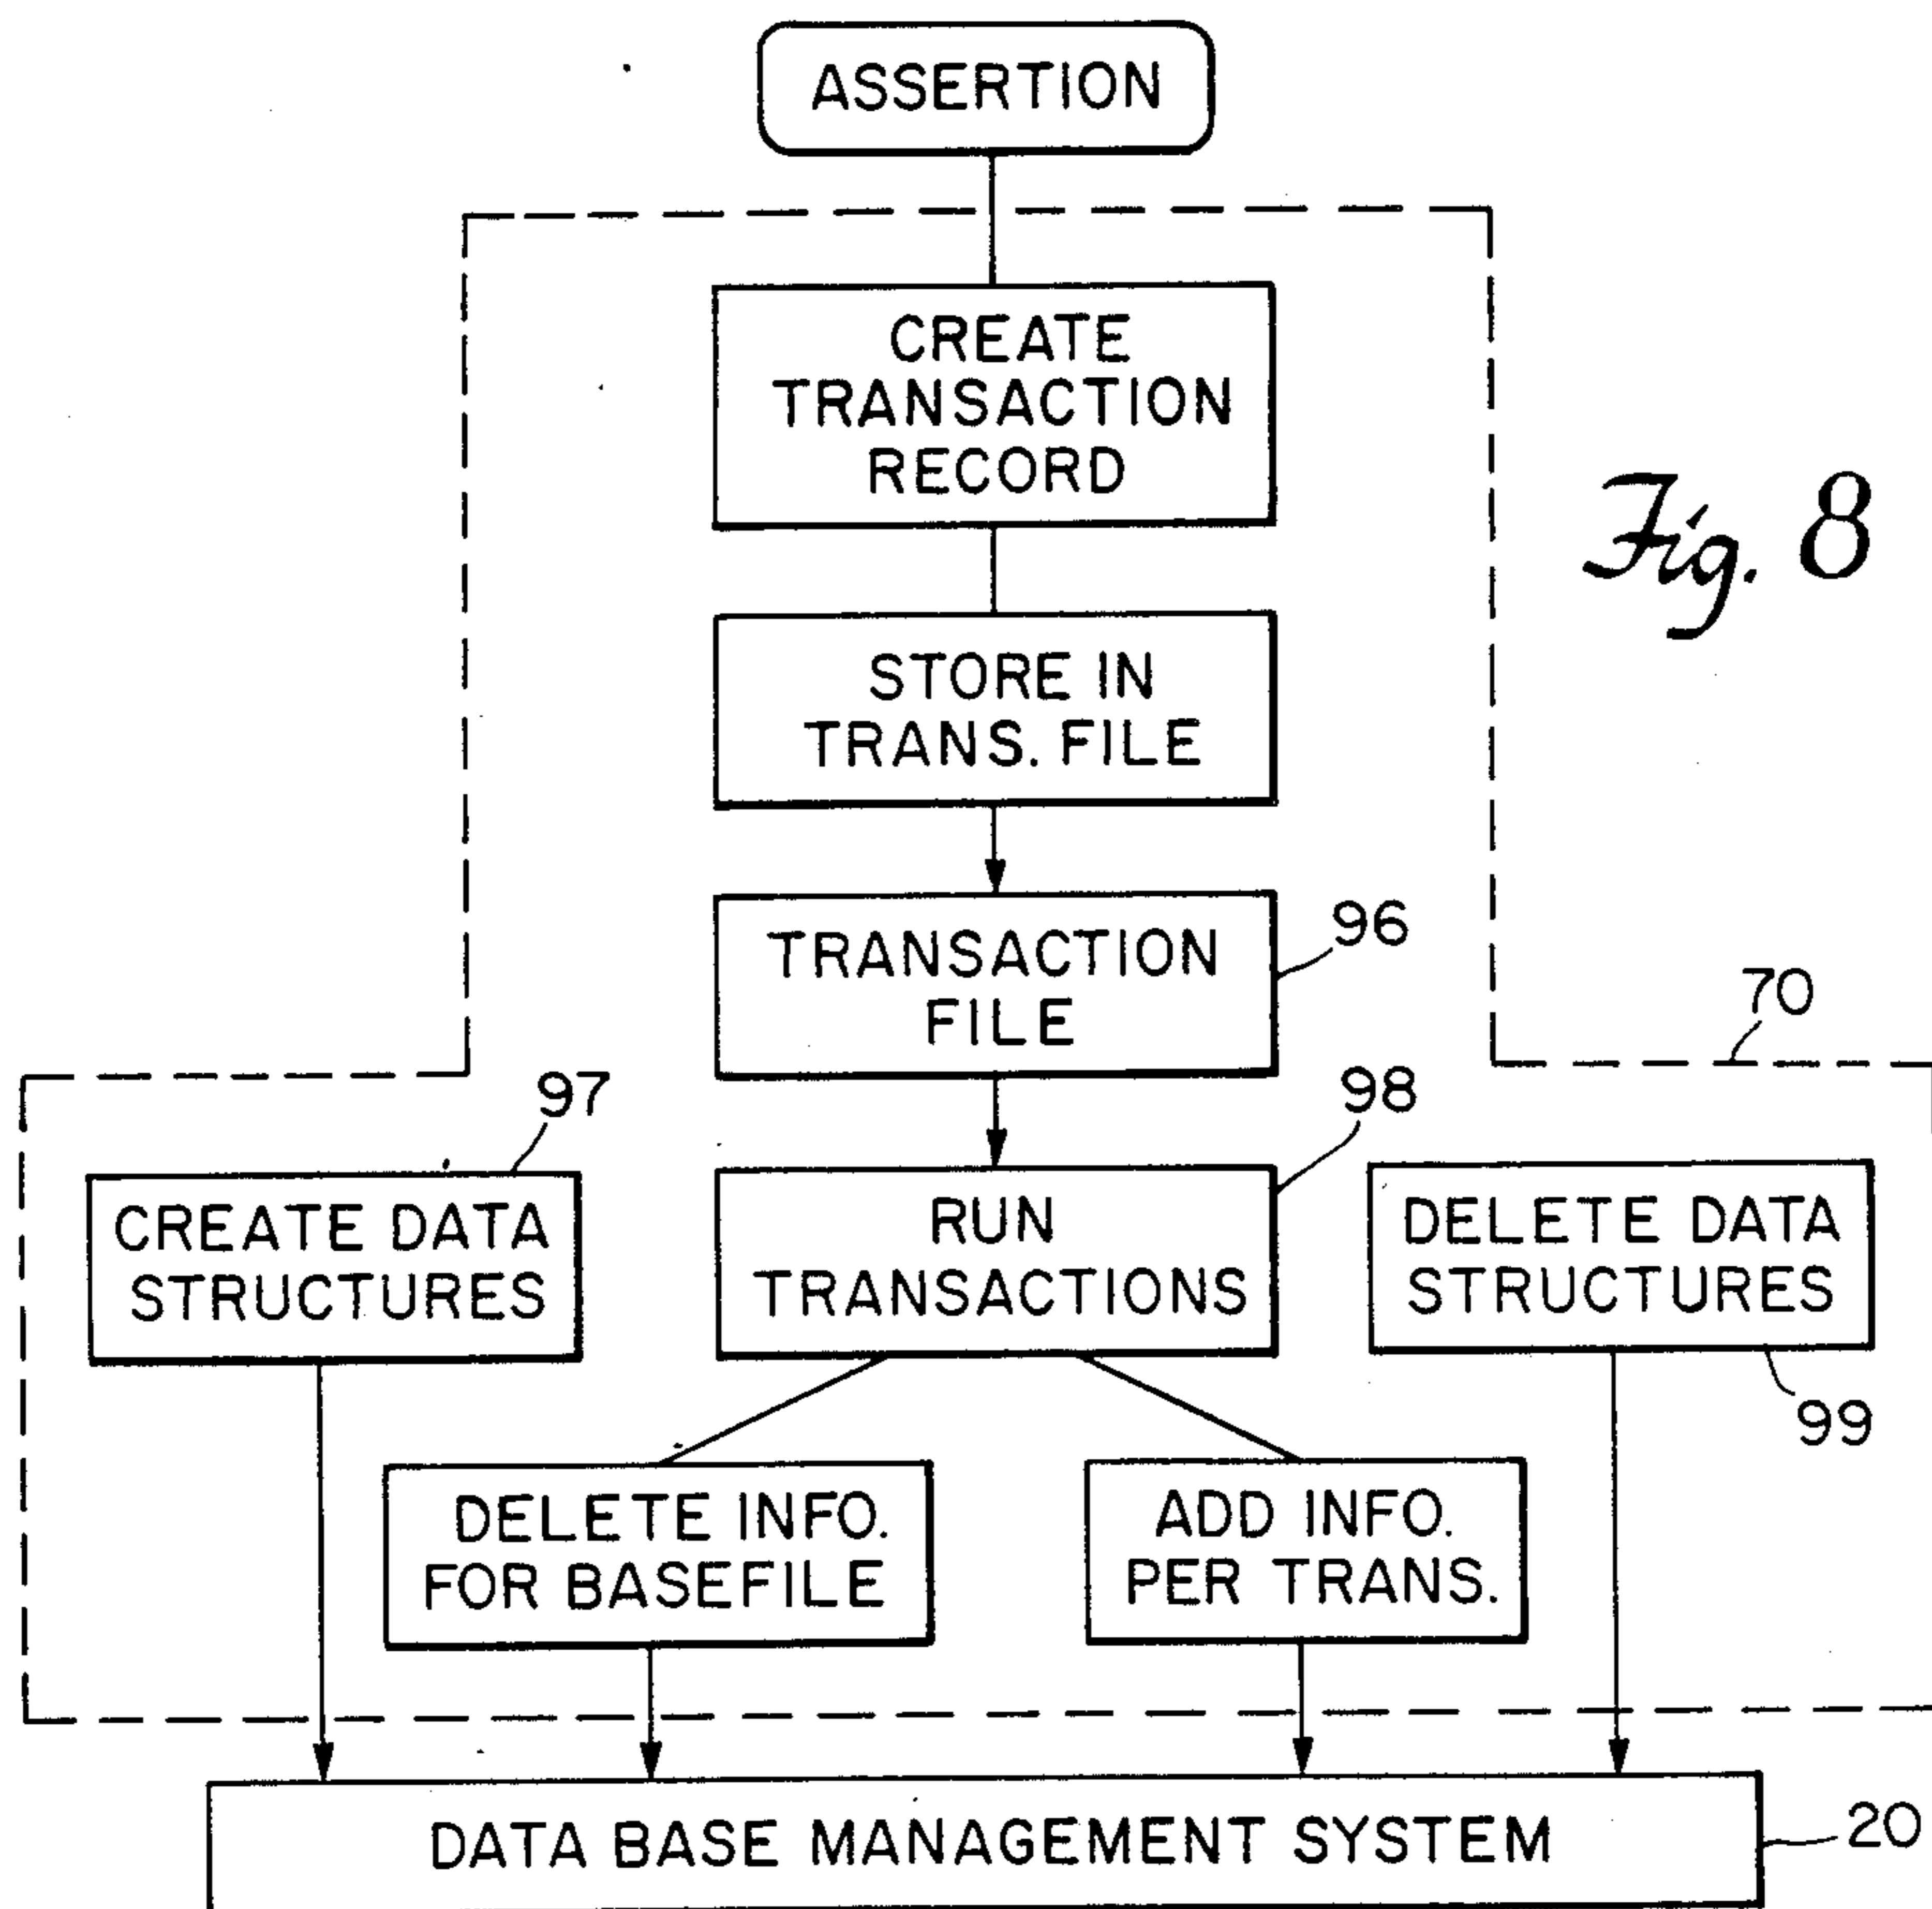 ASSERTION
CREATE
TRANSACTION
RECORD
Fig. 8
STORE IN
TRANS. FILE
TRANSACTION
FILE
96
70
97
98
CREATE DATA
STRUCTURES
RUN
TRANSACTIONS
DELETE DATA
STRUCTURES
99
DELETE INFO.
FOR BASEFILE
ADD INFO.
PER TRANS.
DATA BASE MANAGEMENT SYSTEM
20